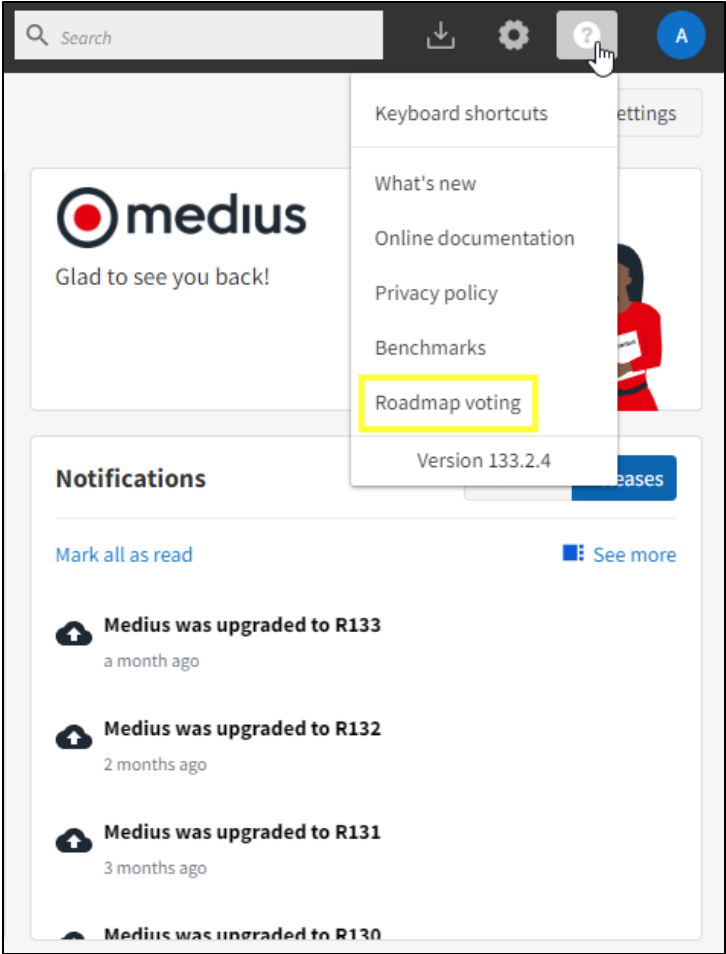 Search
A
Keyboard shortcuts
ettings
What's new
Online documentation
Privacy policy
Benchmarks
Roadmap voting
Version 133.2.4
medius
Glad to see you back!
Notifications
eases
Mark all as read
See more
Medius was upgraded to R133
a month ago
Medius was upgraded to R132
2 months ago
Medius was upgraded to R131
3 months ago
Medius was upgraded to R130